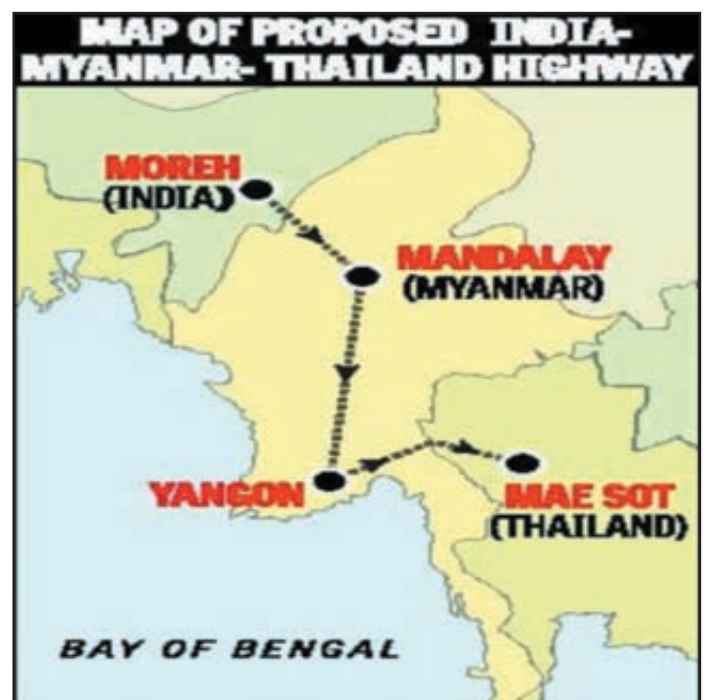 MAP OF PROPOSED INDIA-
MYANMAR- THAILAND HIGHWAY
MOREH
(INDIA)
MANDALAY
(MYANMAR)
YANGON
MAE SOT
(THAILAND)
BAY OF BENGAL